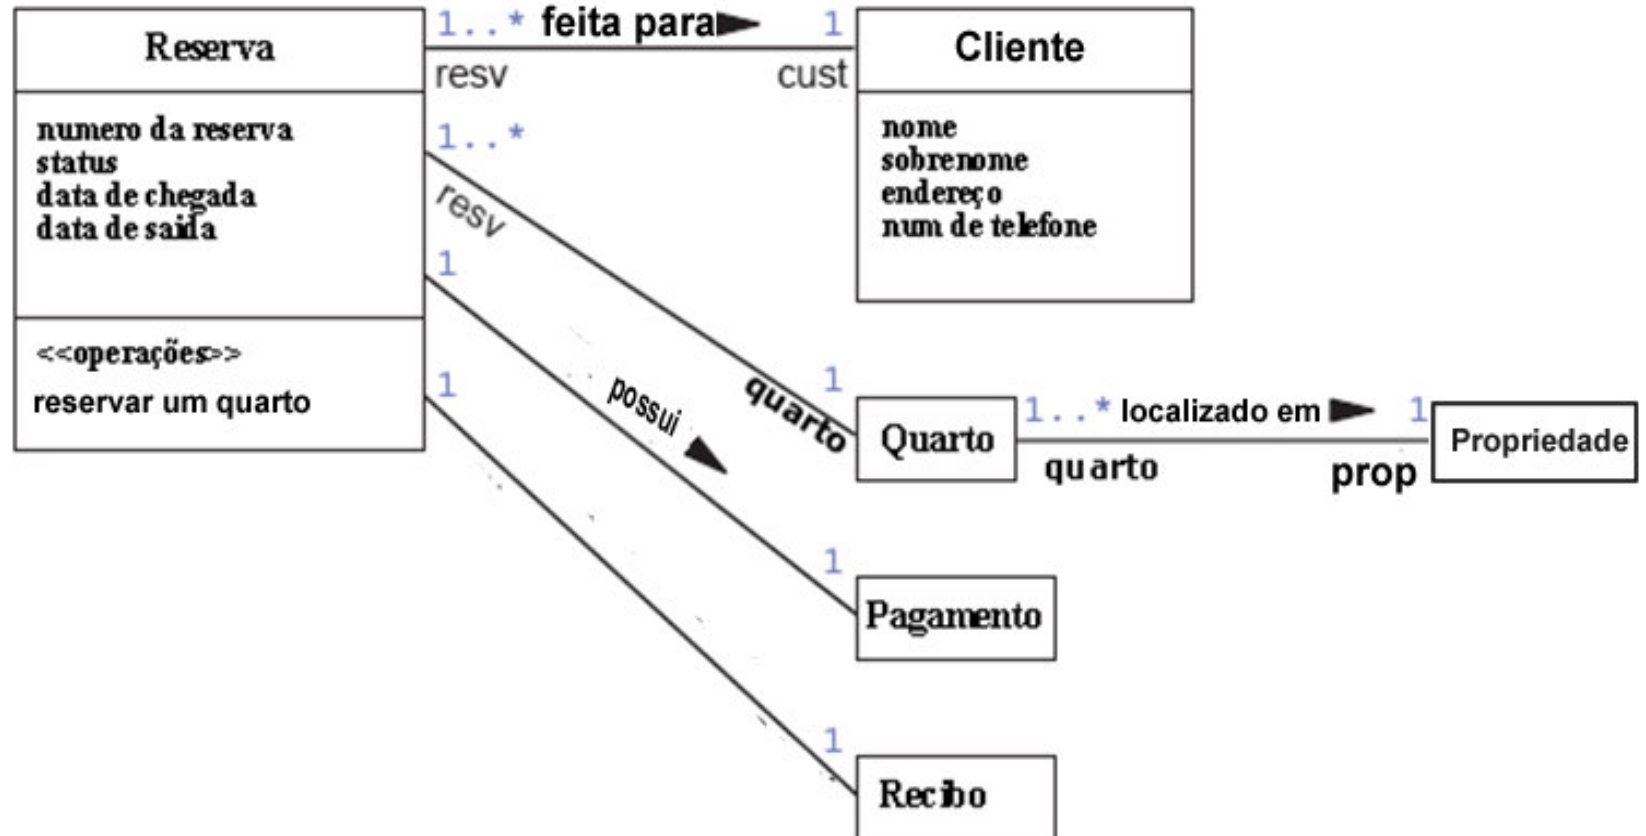 Reserva
numero da reserva
status
data de chegada
data de saida
<<operações>>
reservar um quarto
1..* feita para 1
resv cust
Cliente
nome
sobrenome
endereço
num de telefone
1..*
resv
1
quarto
Quarto
1..* localizado em 1
quarto prop
Propriedade
1
possui
1
Pagamento
1
1
Recibo